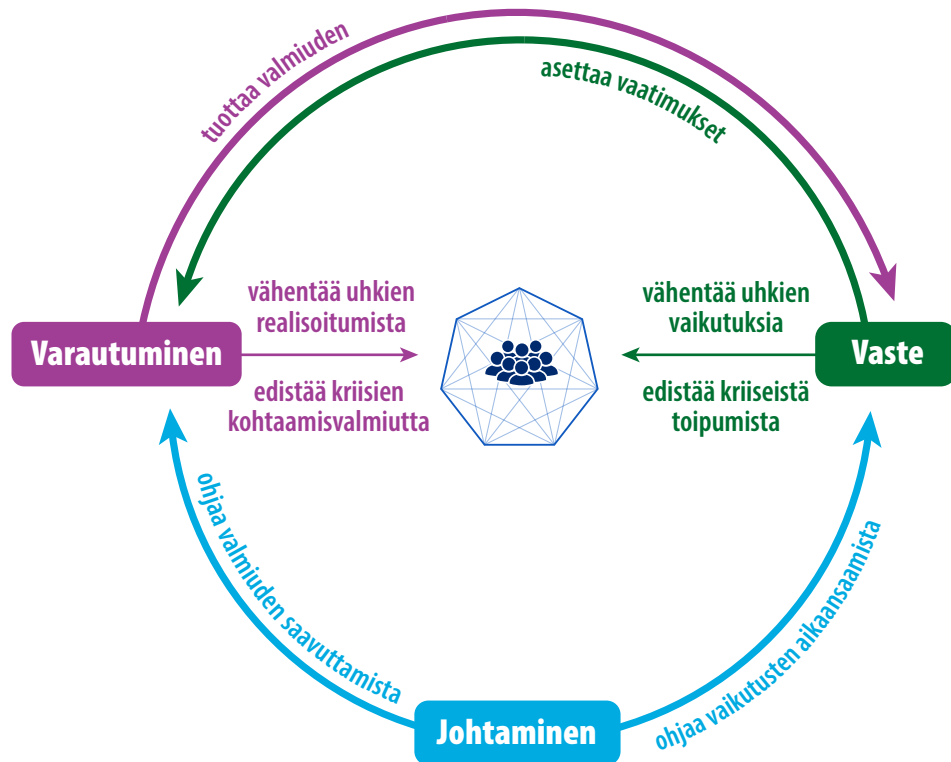 tuottaa valmiuden
asettaa vaatimukset
vähentää uhkien
realisoitumista
vähentää uhkien
vaikutuksia
Varautuminen
Vaste
edistää kriisien
kohtaamisvalmiutta
edistää kriiseistä
toipumista
ohjaa valmiuden saavuttamista
ohjaa vaikutusten aikaansaamista
Johtaminen